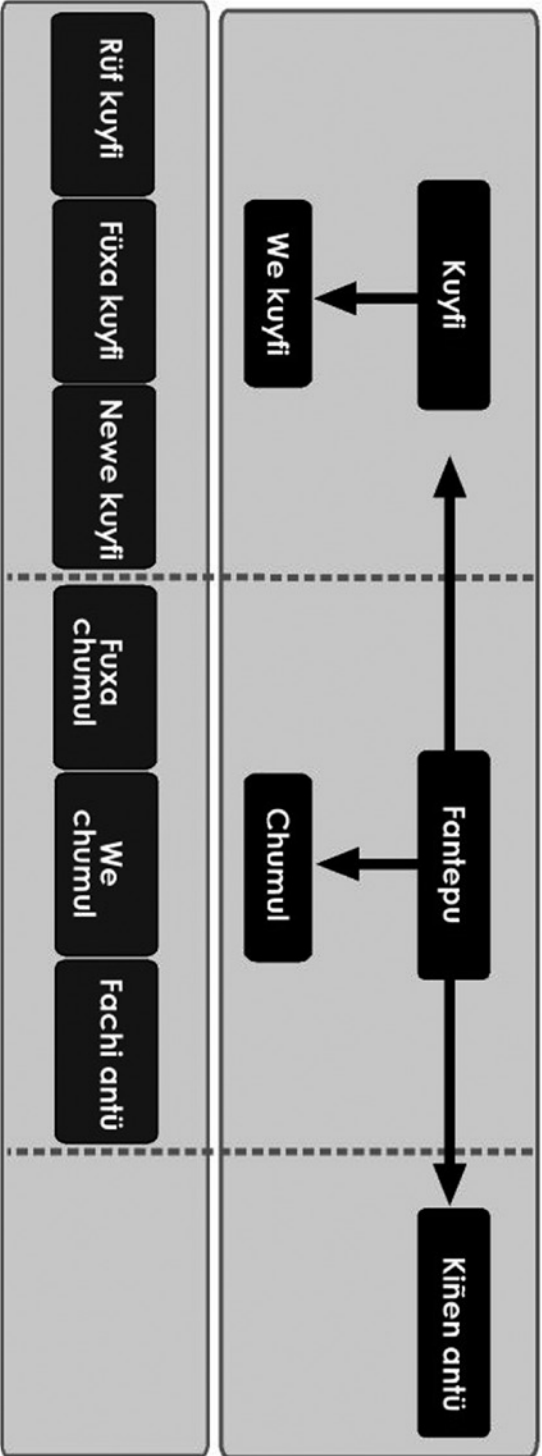 Kuyfi
Fantepu
Kiñen antü
We kuyfi
Chumul
Rüf kuyfi
Füxa kuyfi
Newe kuyfi
Fuxa
chumul
We
chumul
Fachi antü